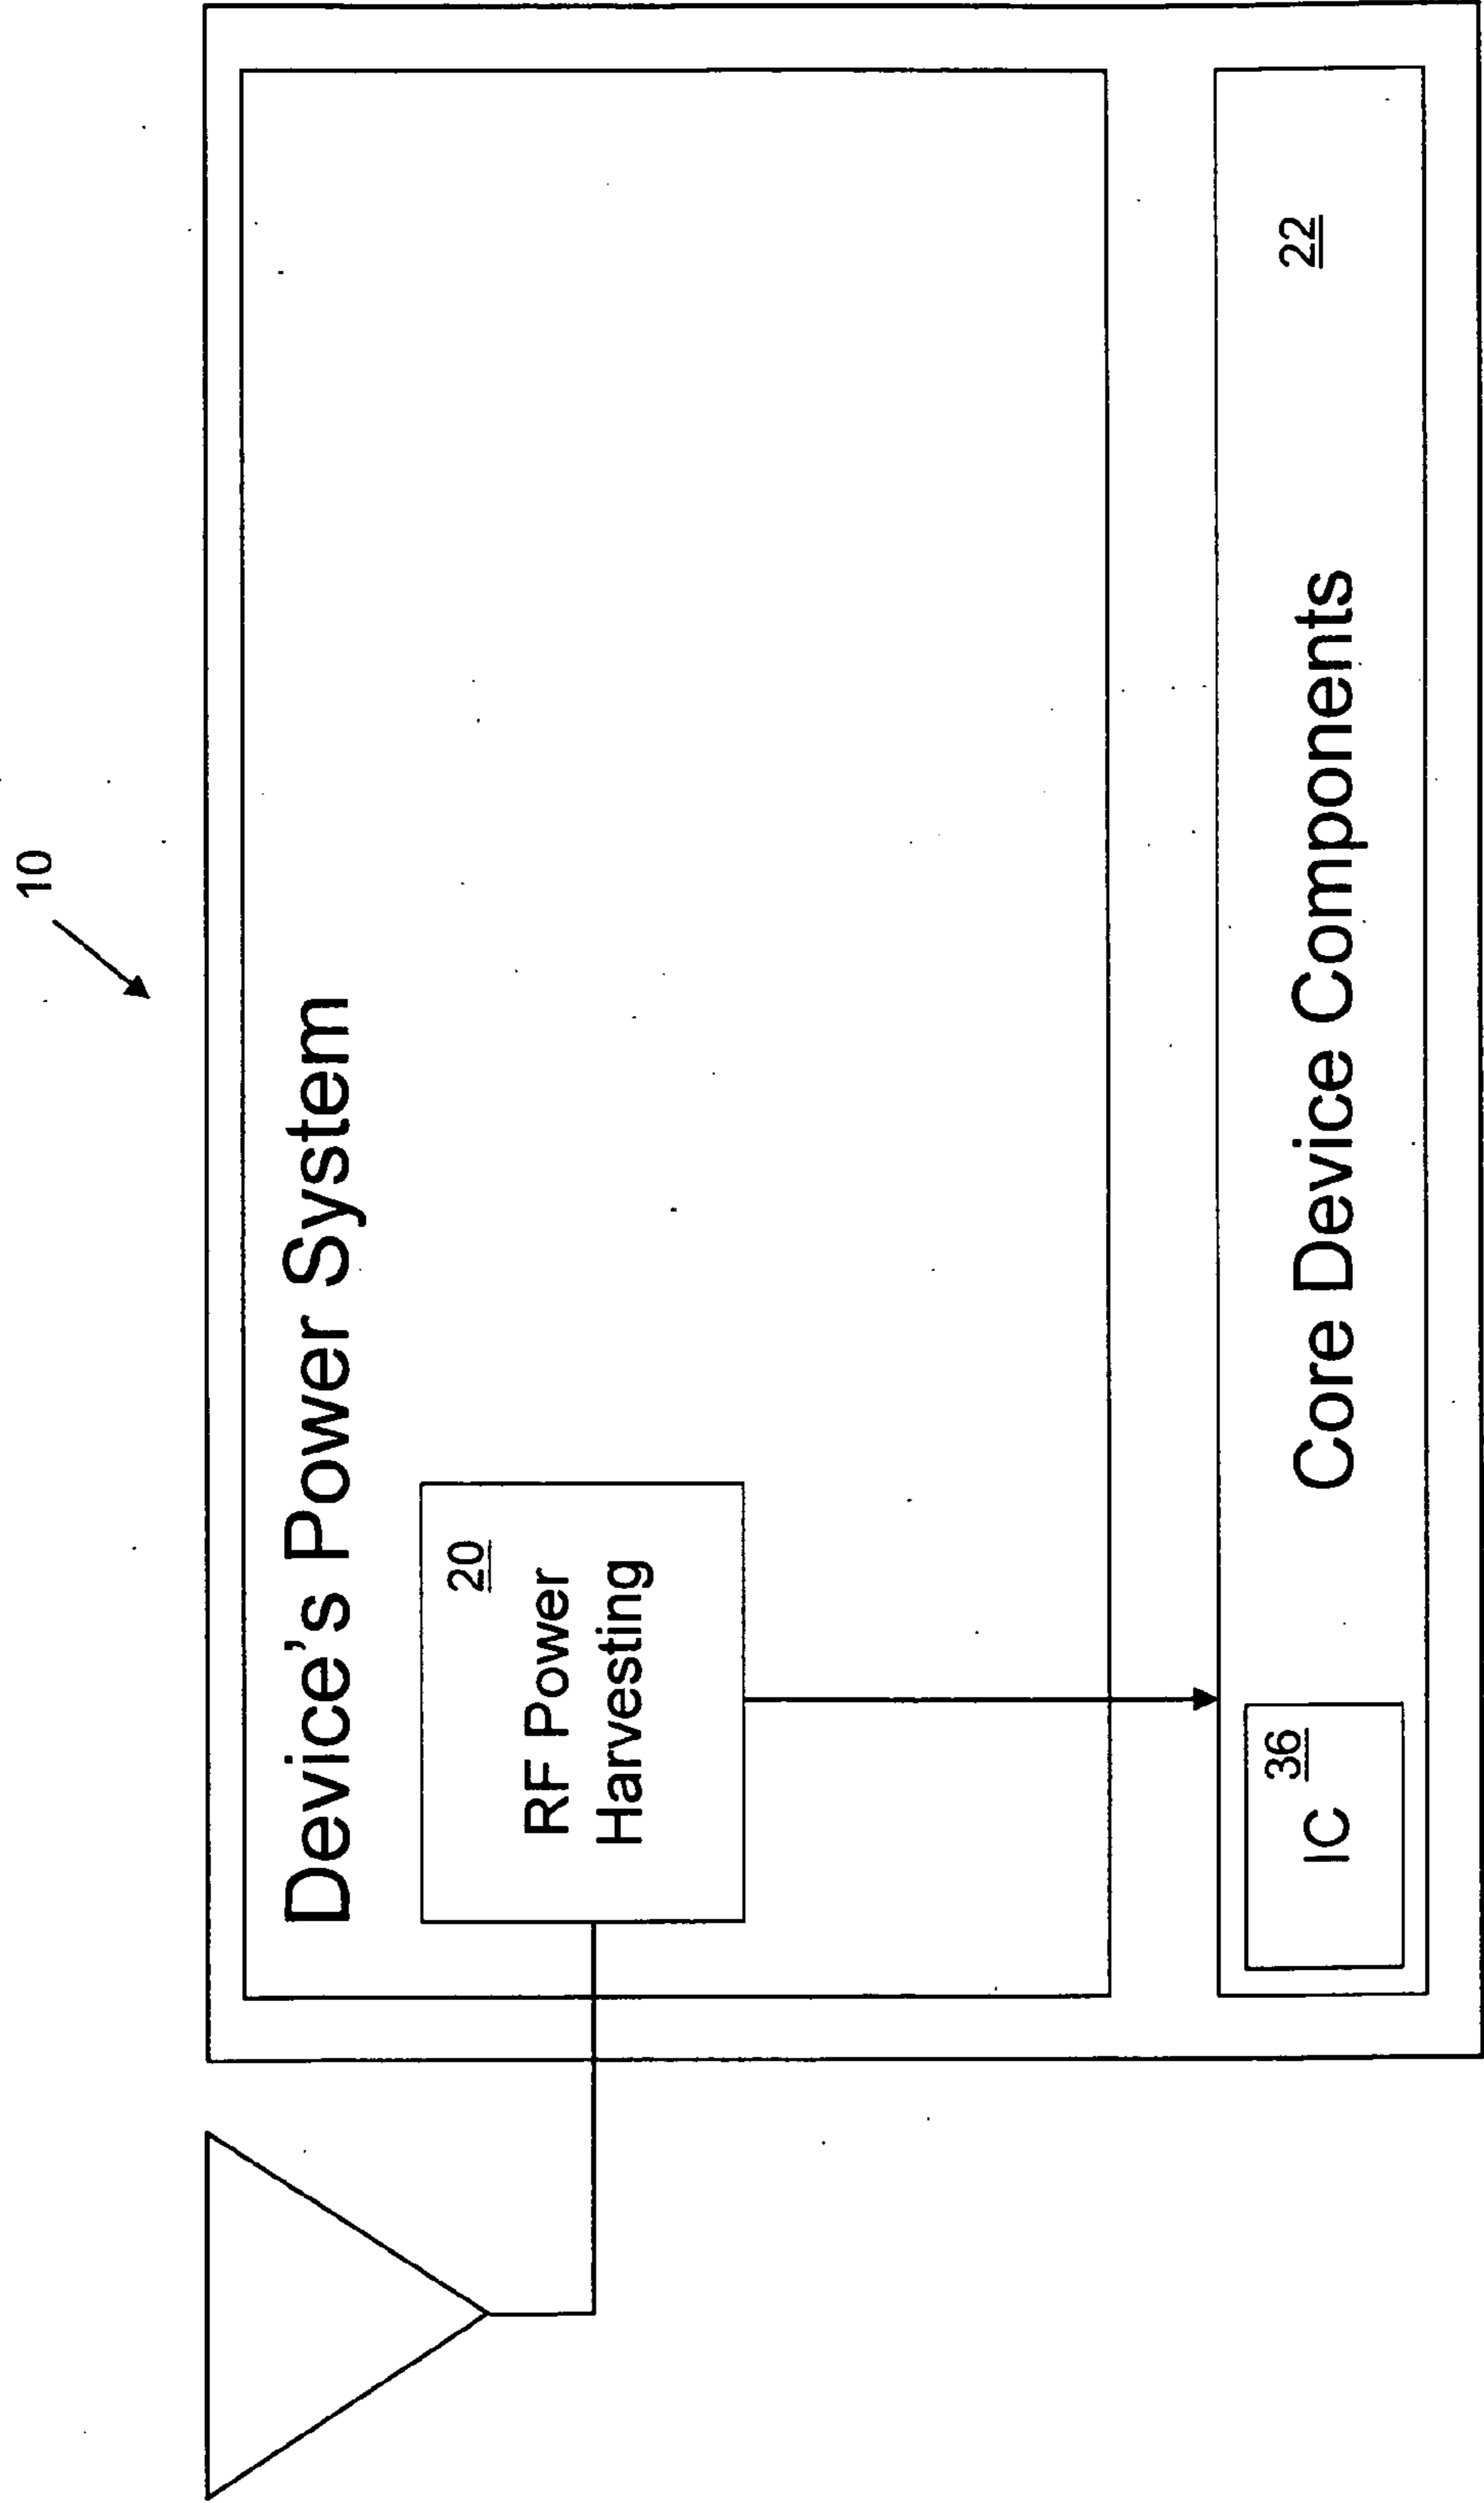 10
Device's Power System
20
RF Power
Harvesting
Core Device Components
22
36
IC